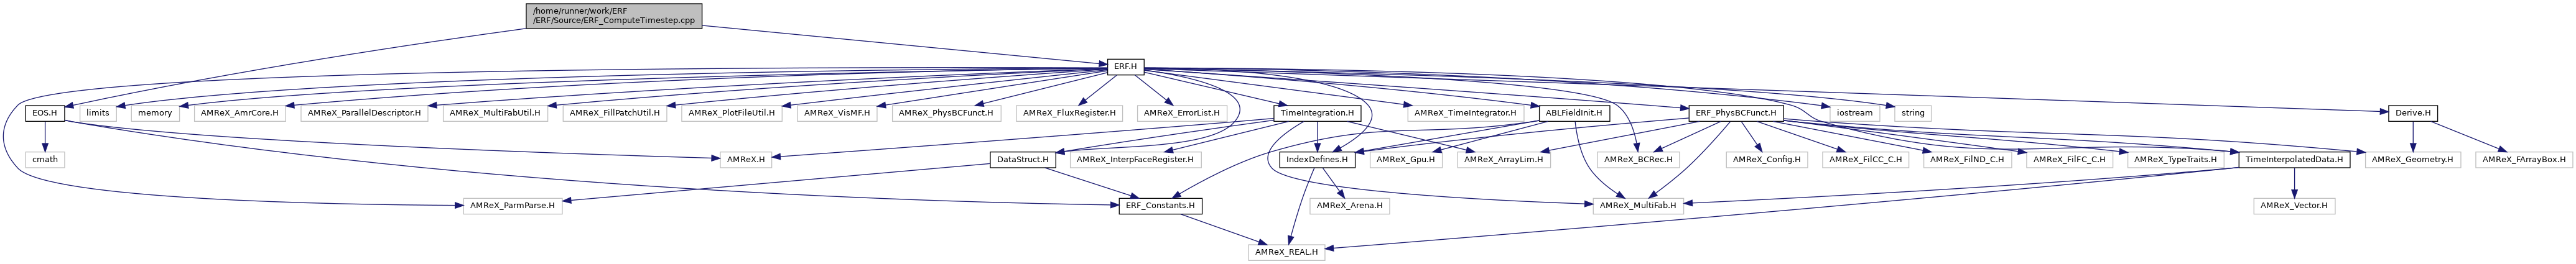 /home/runner/work/ERF
/ERF/Source/ERF_ComputeTimestep.cpp
ERF.H
EOS.H
limits
memory
AMReX_AmrCore.H
AMReX_ParallelDescriptor.H
AMReX_MultiFabUtil.H
AMReX_FillPatchUtil.H
AMReX_PlotFileUtil.H
AMReX_VisMF.H
AMReX_PhysBCFunct.H
AMReX_FluxRegister.H
AMReX_ErrorList.H
TimeIntegration.H
AMReX_TimeIntegrator.H
ABLFieldInit.H
ERF_PhysBCFunct.H
iostream
string
Derive.H
cmath
AMReX.H
DataStruct.H
AMReX_InterpFaceRegister.H
IndexDefines.H
AMReX_Gpu.H
AMReX_ArrayLim.H
AMReX_BCRec.H
AMReX_Config.H
AMReX_FilCC_C.H
AMReX_FilND_C.H
AMReX_FilFC_C.H
AMReX_TypeTraits.H
TimeInterpolatedData.H
AMReX_Geometry.H
AMReX_FArrayBox.H
AMReX_ParmParse.H
ERF_Constants.H
AMReX_Arena.H
AMReX_MultiFab.H
AMReX_Vector.H
AMReX_REAL.H